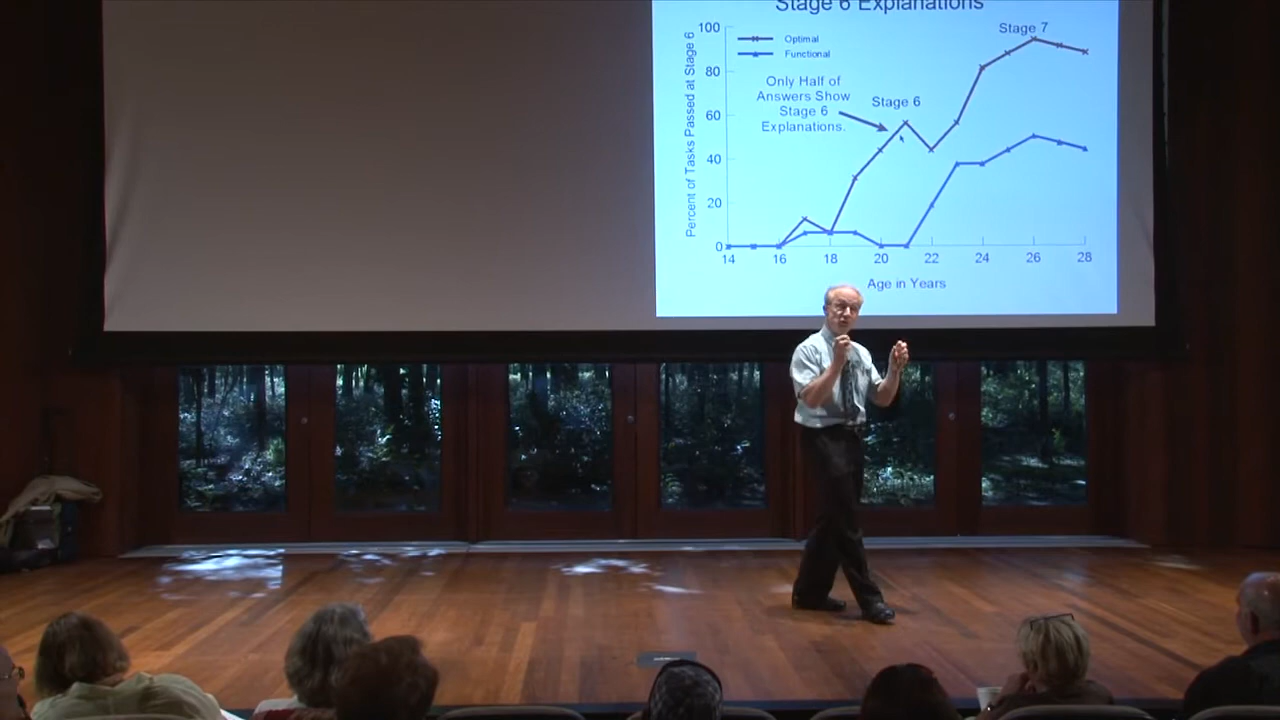 Stage 6 Explanations
100
Stage 7
Optimal
Functional
80
Only Half of
Answers Show
Stage 6
Explanations.
Stage 6
60
40
20
0
14
16
18
20
22
24
26
28
Age in Years
Percent of Tasks Passed at Stage 6